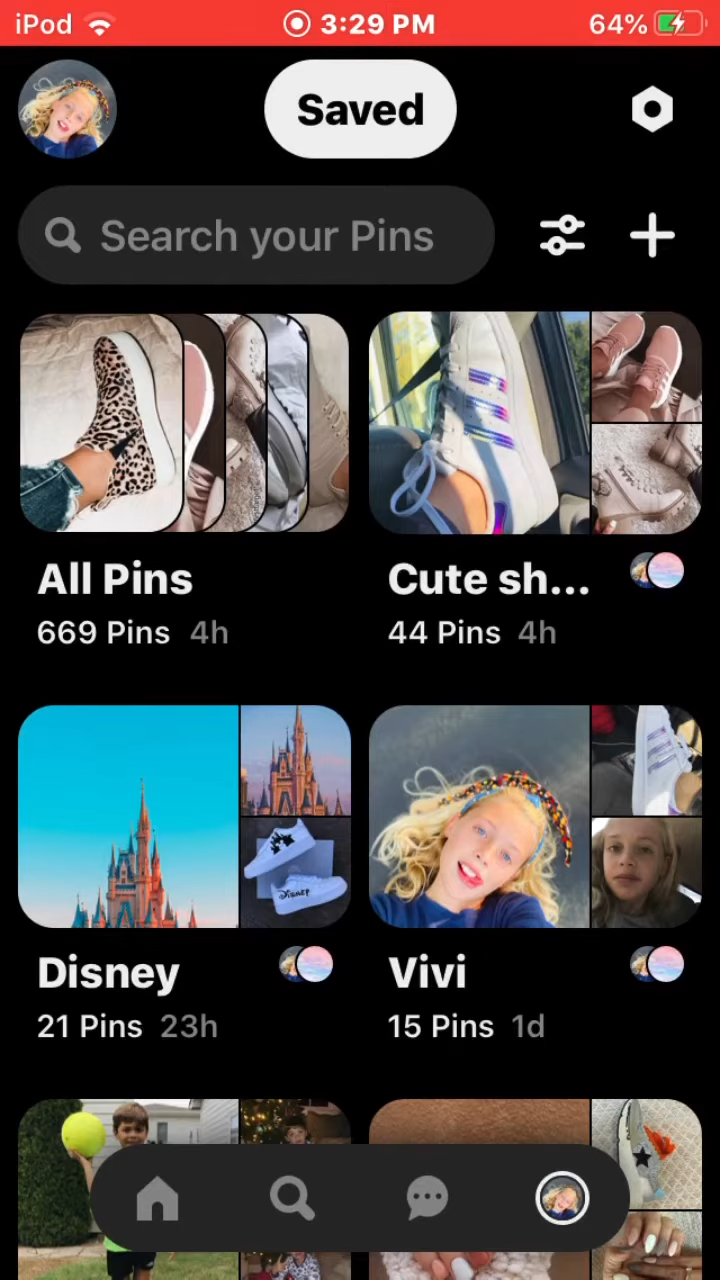 iPod 3:29 PM 64%
Saved
Search your Pins
All Pins
669 Pins 4h
Cute sh...
44 Pins 4h
Disney
Disney
21 Pins 23h
Vivi
15 Pins 1d